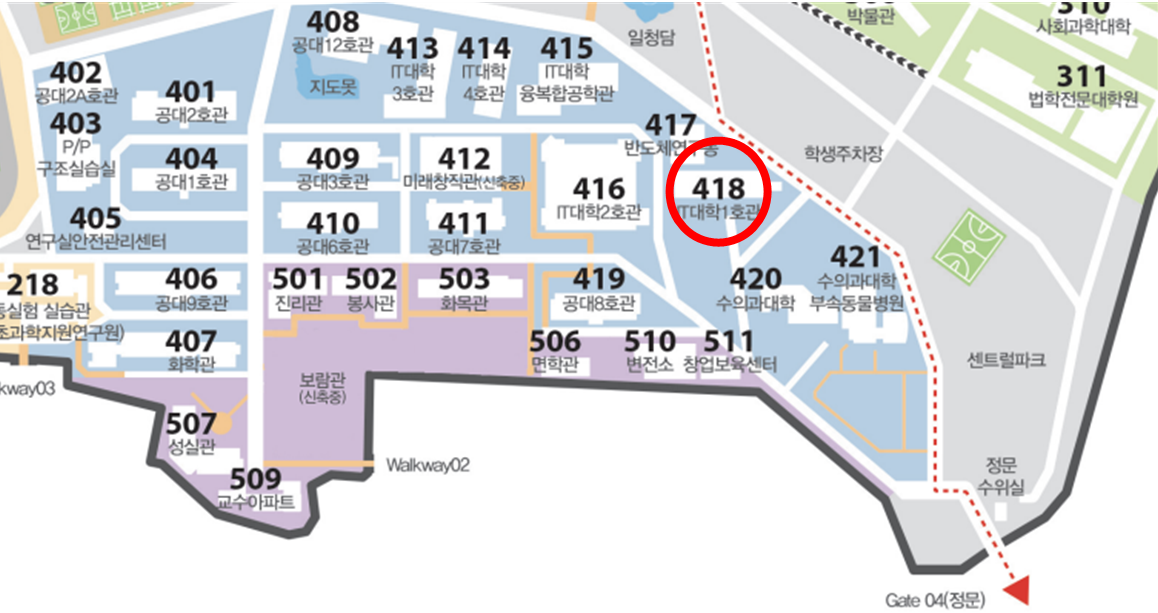 310
사회과학대학
박물관
408
공대12호관
지도못
413
IT대학
3호관
414
IT대학
4호관
415
IT대학
융복합공학관
일청담
311
법학전문대학원
402
공대2A호관
401
공대2호관
403
P/P
구조실습실
404
공대1호관
409
공대3호관
412
미래창직관(신축중)
417
반도체연구동
학생주차장
416
IT대학2호관
418
IT대학1호관
405
연구실안전관리센터
410
공대6호관
411
공대7호관
421
수의과대학
부속동물병원
218
실험 실습관
초과학지원연구원)
406
공대9호관
501
진리관
502
봉사관
503
화목관
419
공대8호관
420
수의과대학
407
화학관
506
면학관
510
변전소
511
창업보육센터
센트럴파크
kway03
보람관
(신축중)
507
성실관
Walkway02
509
교수아파트
정문
수위실
Gate 04(정문)